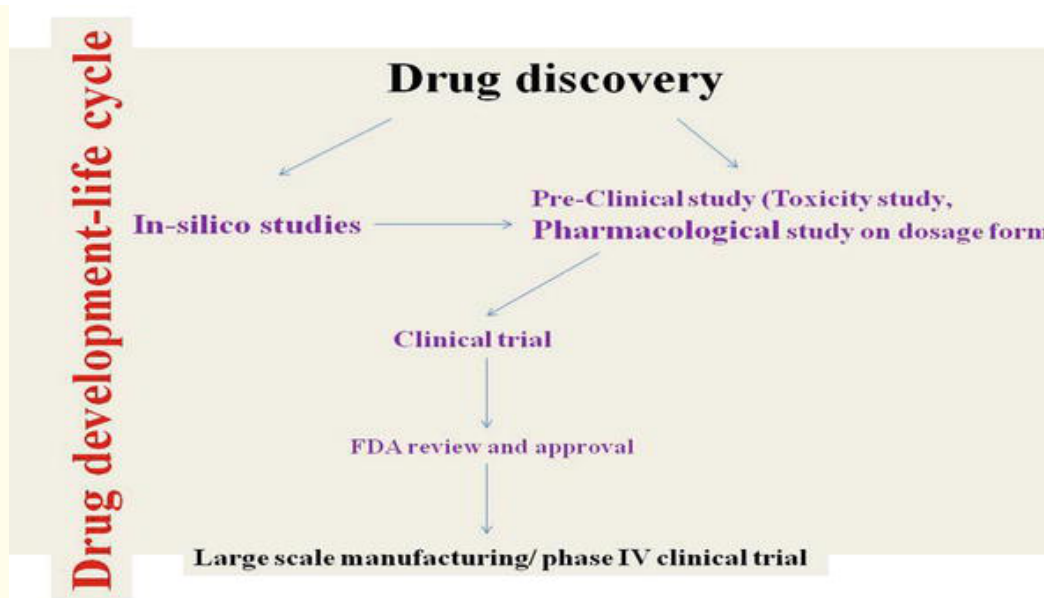 Drug development-life cycle
Drug discovery
In-silico studies
Pre-Clinical study (Toxicity study,
Pharmacological study on dosage form
Clinical trial
FDA review and approval
Large scale manufacturing/ phase IV clinical trial